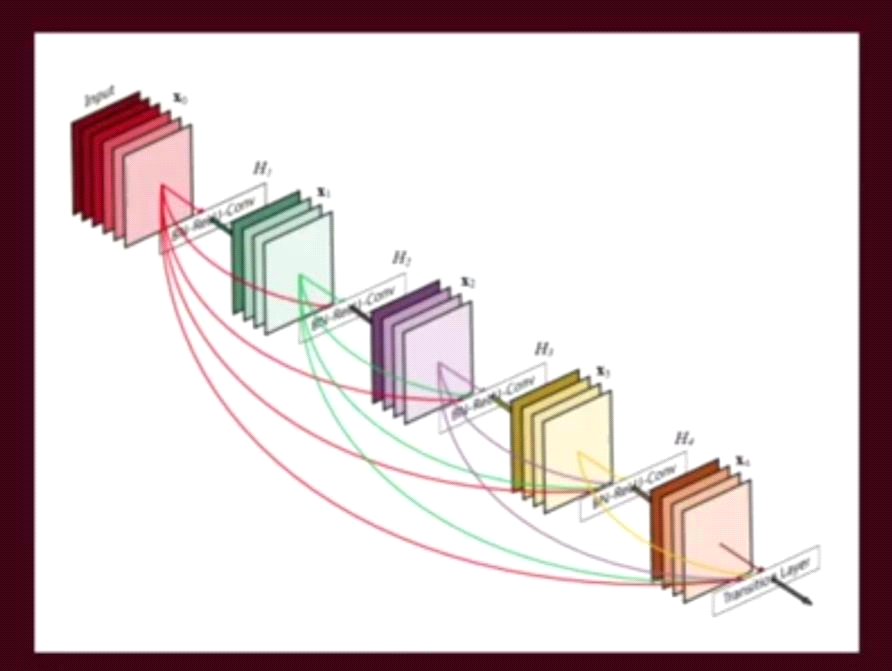 Input
x₀
H₁
BN-ReLU-Conv
x₁
H₂
BN-ReLU-Conv
x₂
H₃
BN-ReLU-Conv
x₃
H₄
BN-ReLU-Conv
x₄
Transition Layer